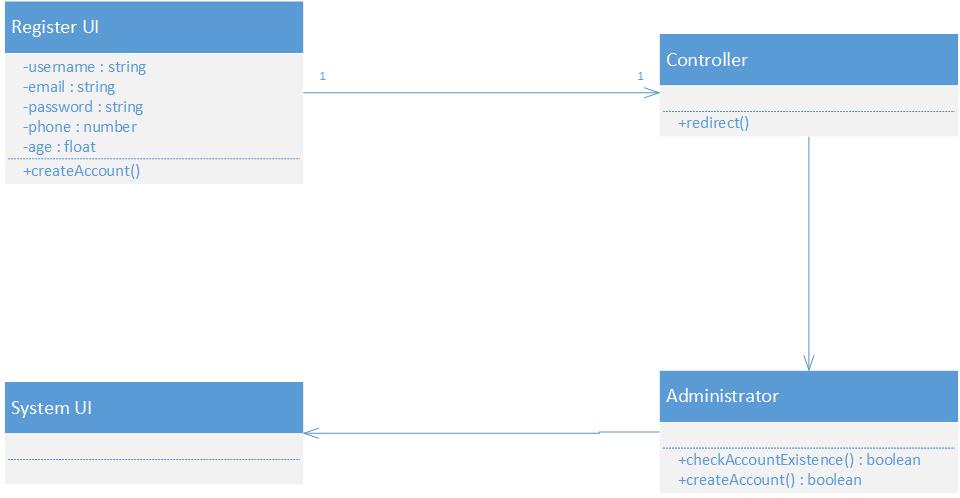 Register UI
-username : string
-email : string
-password : string
-phone : number
-age : float
+createAccount()
1
1
Controller
+redirect()
System UI
Administrator
+checkAccountExistence() : boolean
+createAccount() : boolean